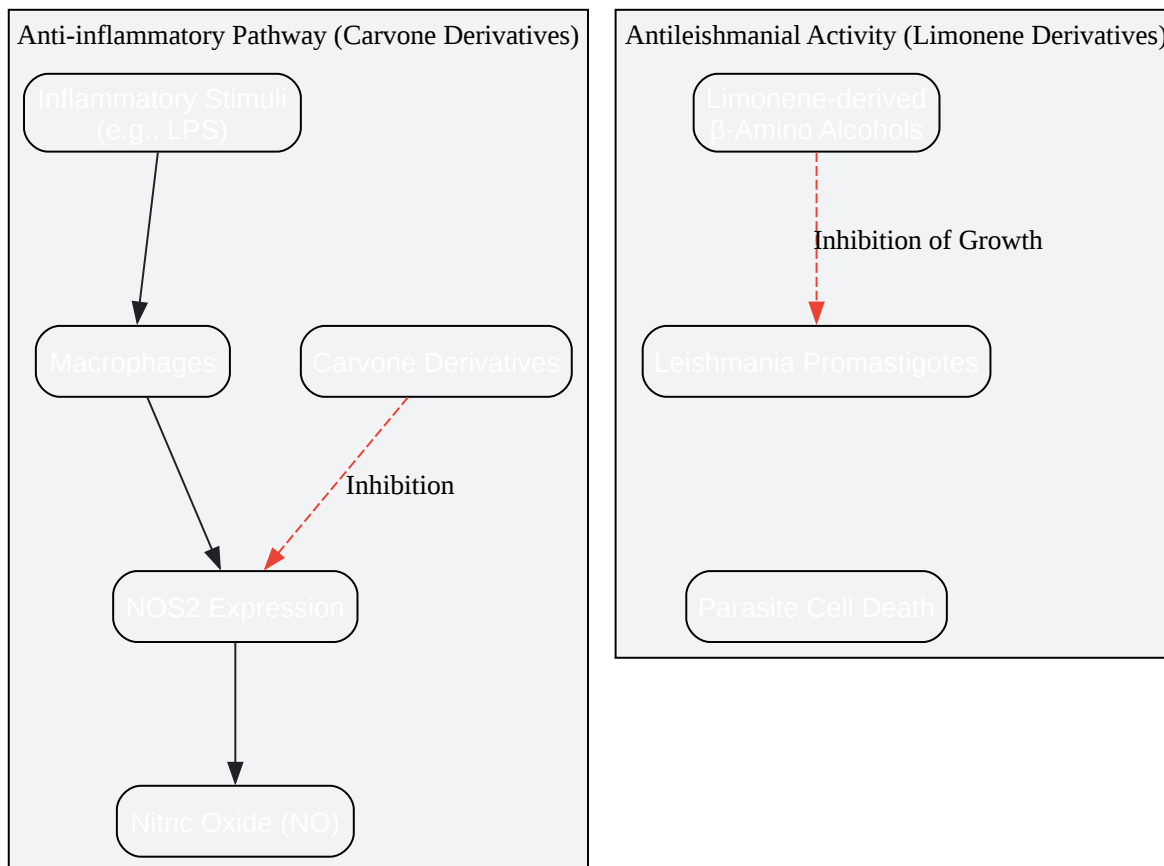 Anti-inflammatory Pathway (Carvone Derivatives)
Inflammatory Stimuli
(e.g., LPS)
Macrophages
Carvone Derivatives
Inhibition
NOS2 Expression
Nitric Oxide (NO)
Antileishmanial Activity (Limonene Derivatives)
Limonene-derived
β-Amino Alcohols
Inhibition of Growth
Leishmania Promastigotes
Parasite Cell Death